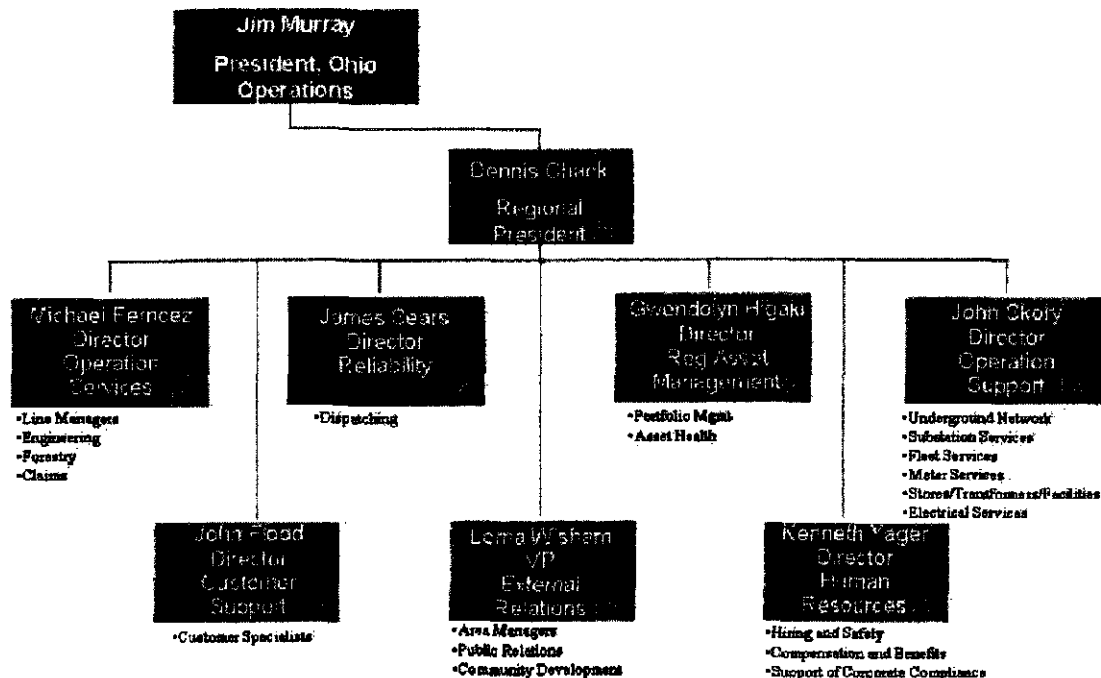 Jim Murray
President, Ohio
Operations
Dennis Chack
Regional
President
Michael Ferncez
Director
Operation
Services
•Line Managers
•Engineering
•Forestry
•Claims
James Sears
Director
Reliability
•Dispatching
Gwendolyn Higaki
Director
Reg Asset
Management
•Portfolio Mgmt
•Asset Health
John Skory
Director
Operation
Support
•Underground Network
•Substation Services
•Fleet Services
•Meter Services
•Stores/Transformers/Facilities
•Electrical Services
John Flood
Director
Customer
Support
•Customer Specialists
Lorna Wisham
VP
External
Relations
•Area Managers
•Public Relations
•Community Development
Kenneth Yager
Director
Human
Resources
•Hiring and Safety
•Compensation and Benefits
•Support of Corporate Compliance